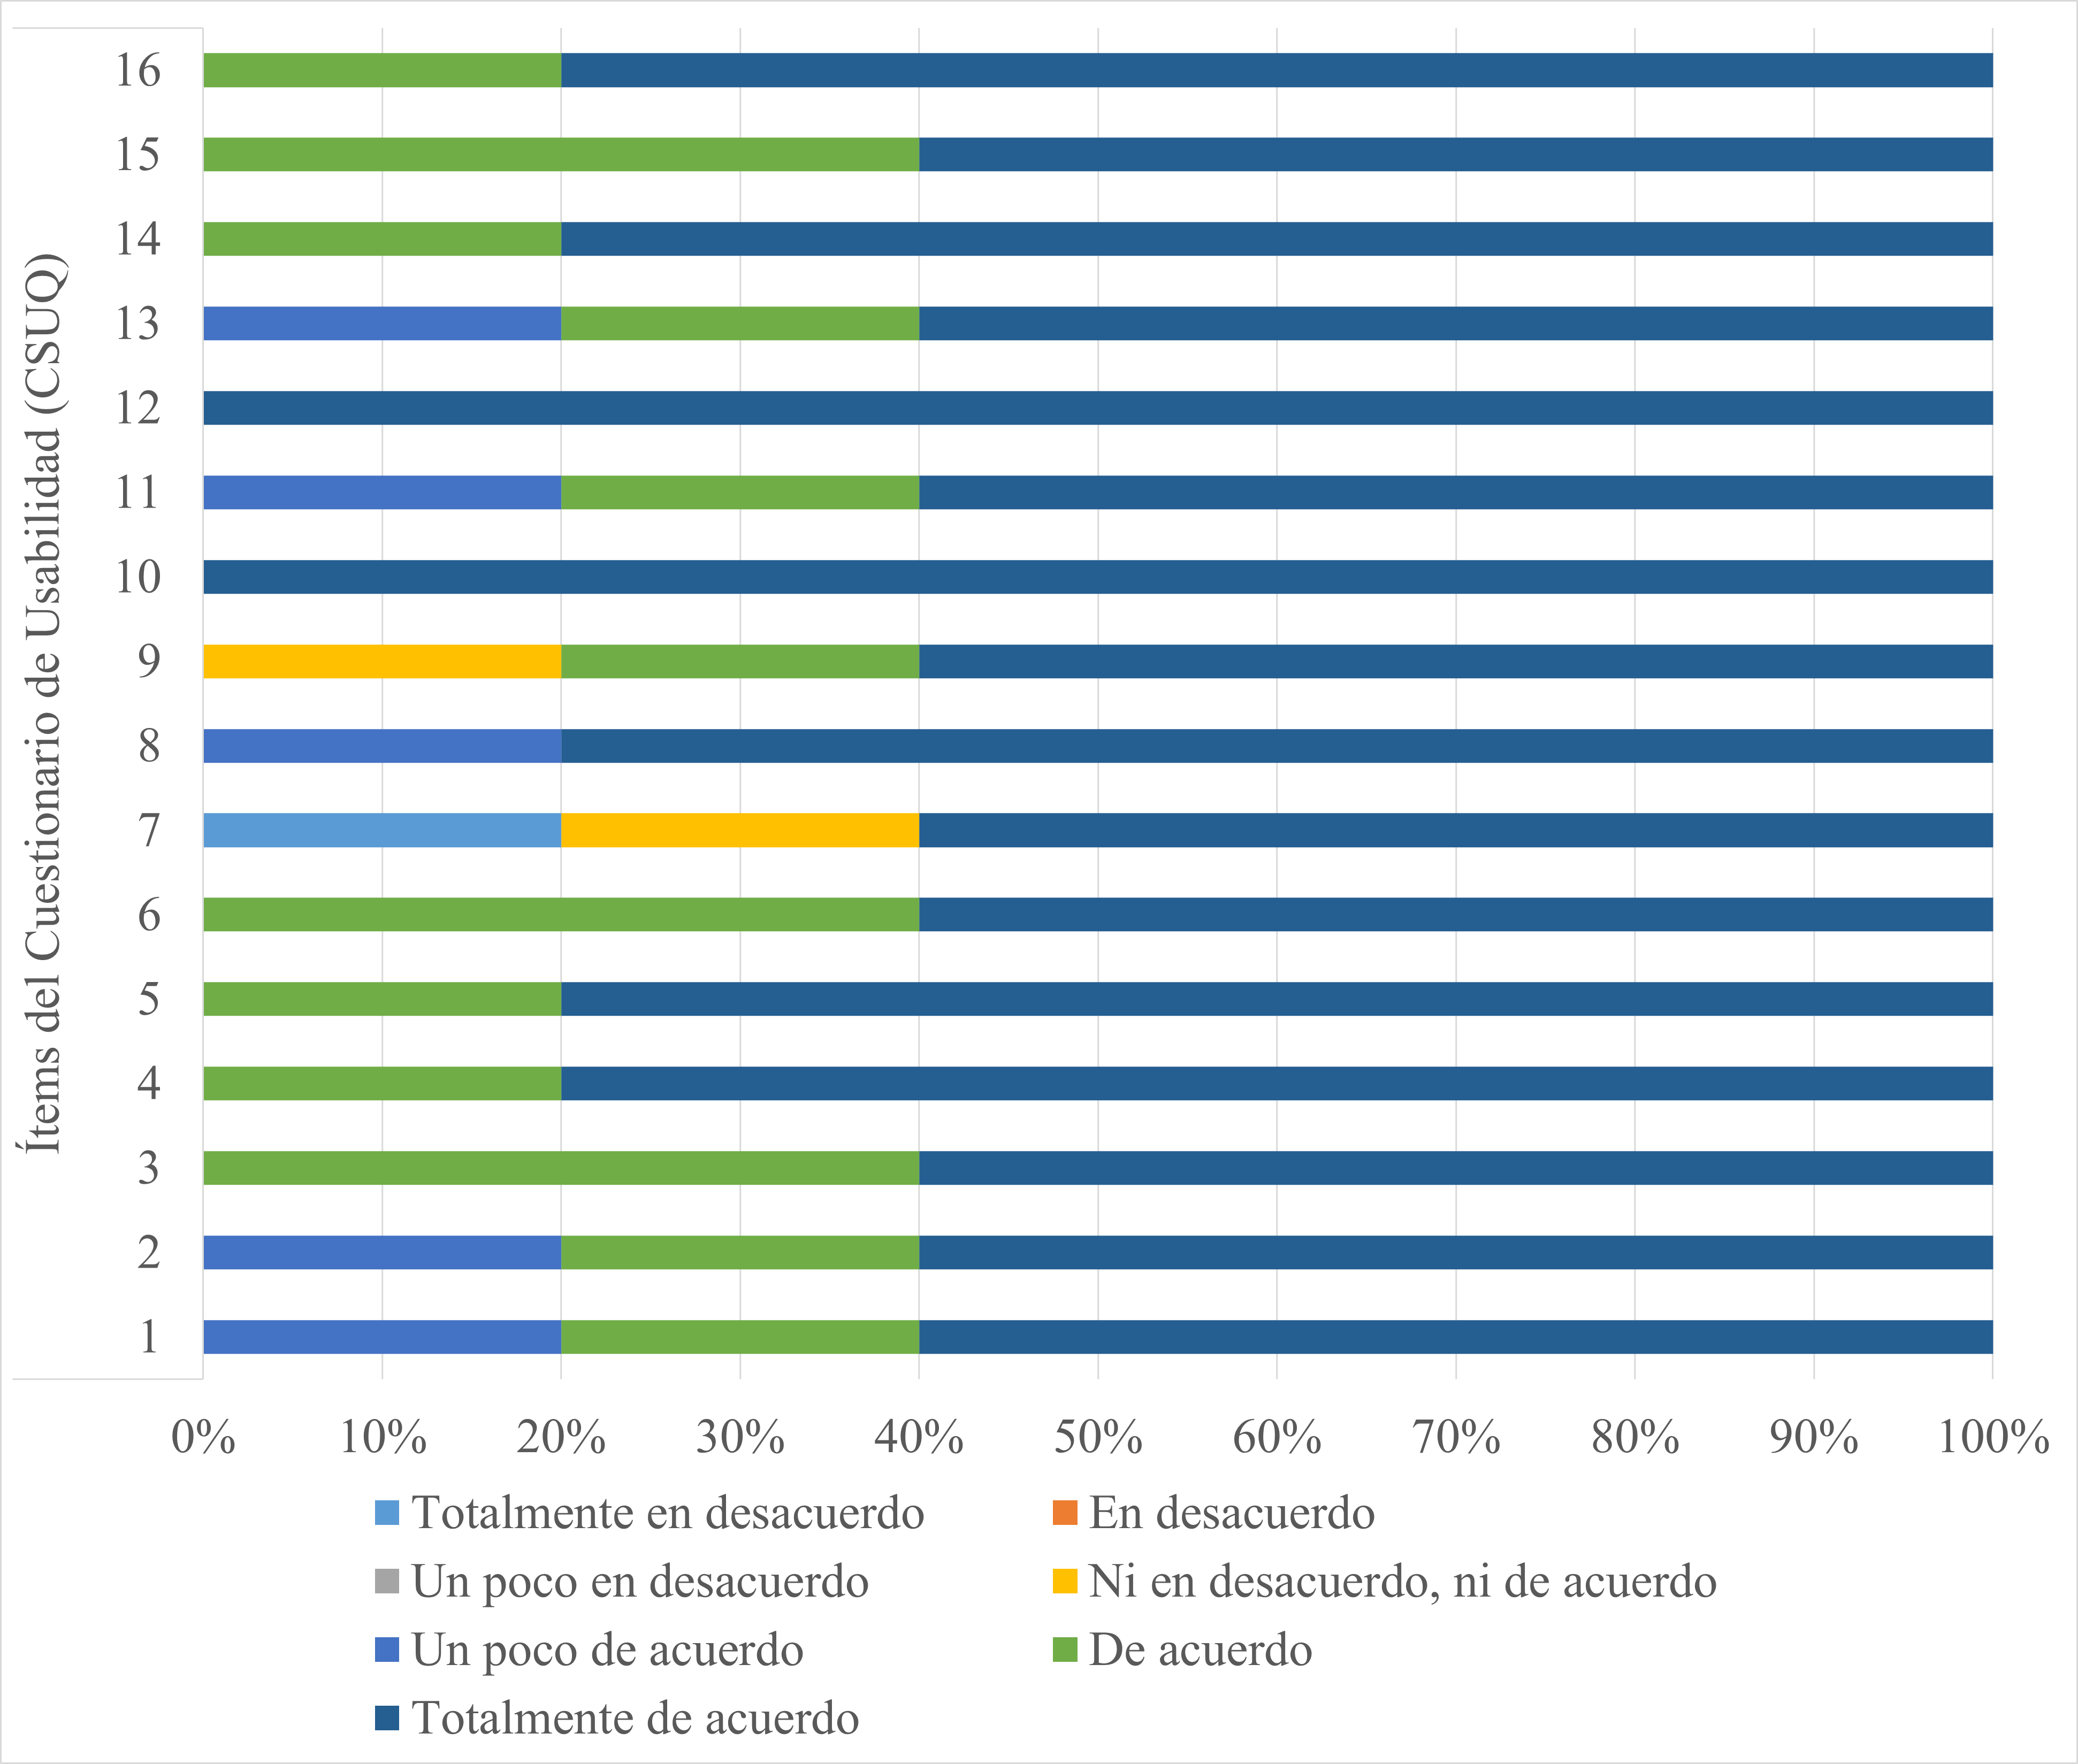 Ítems del Cuestionario de Usabilidad (CSUQ)
16
15
14
13
12
11
10
9
8
7
6
5
4
3
2
1
0% 10% 20% 30% 40% 50% 60% 70% 80% 90% 100%
Totalmente en desacuerdo En desacuerdo
Un poco en desacuerdo Ni en desacuerdo, ni de acuerdo
Un poco de acuerdo De acuerdo
Totalmente de acuerdo